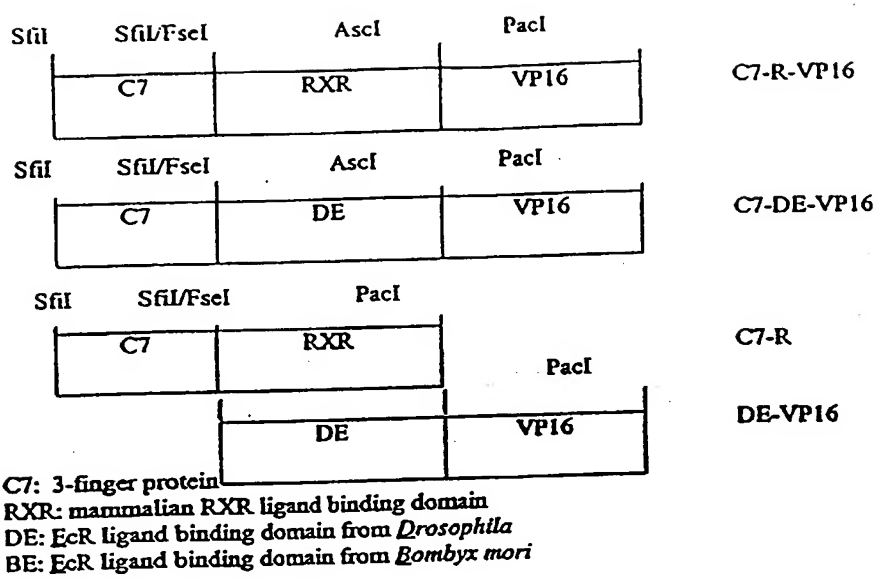 SfiI SfiI/FseI AscI PacI
C7 RXR VP16 C7-R-VP16
SfiI SfiI/FseI AscI PacI
C7 DE VP16 C7-DE-VP16
SfiI SfiI/FseI PacI
C7 RXR C7-R
PacI
DE VP16 DE-VP16
C7: 3-finger protein
RXR: mammalian RXR ligand binding domain
DE: EcR ligand binding domain from Drosophila
BE: EcR ligand binding domain from Bombyx mori